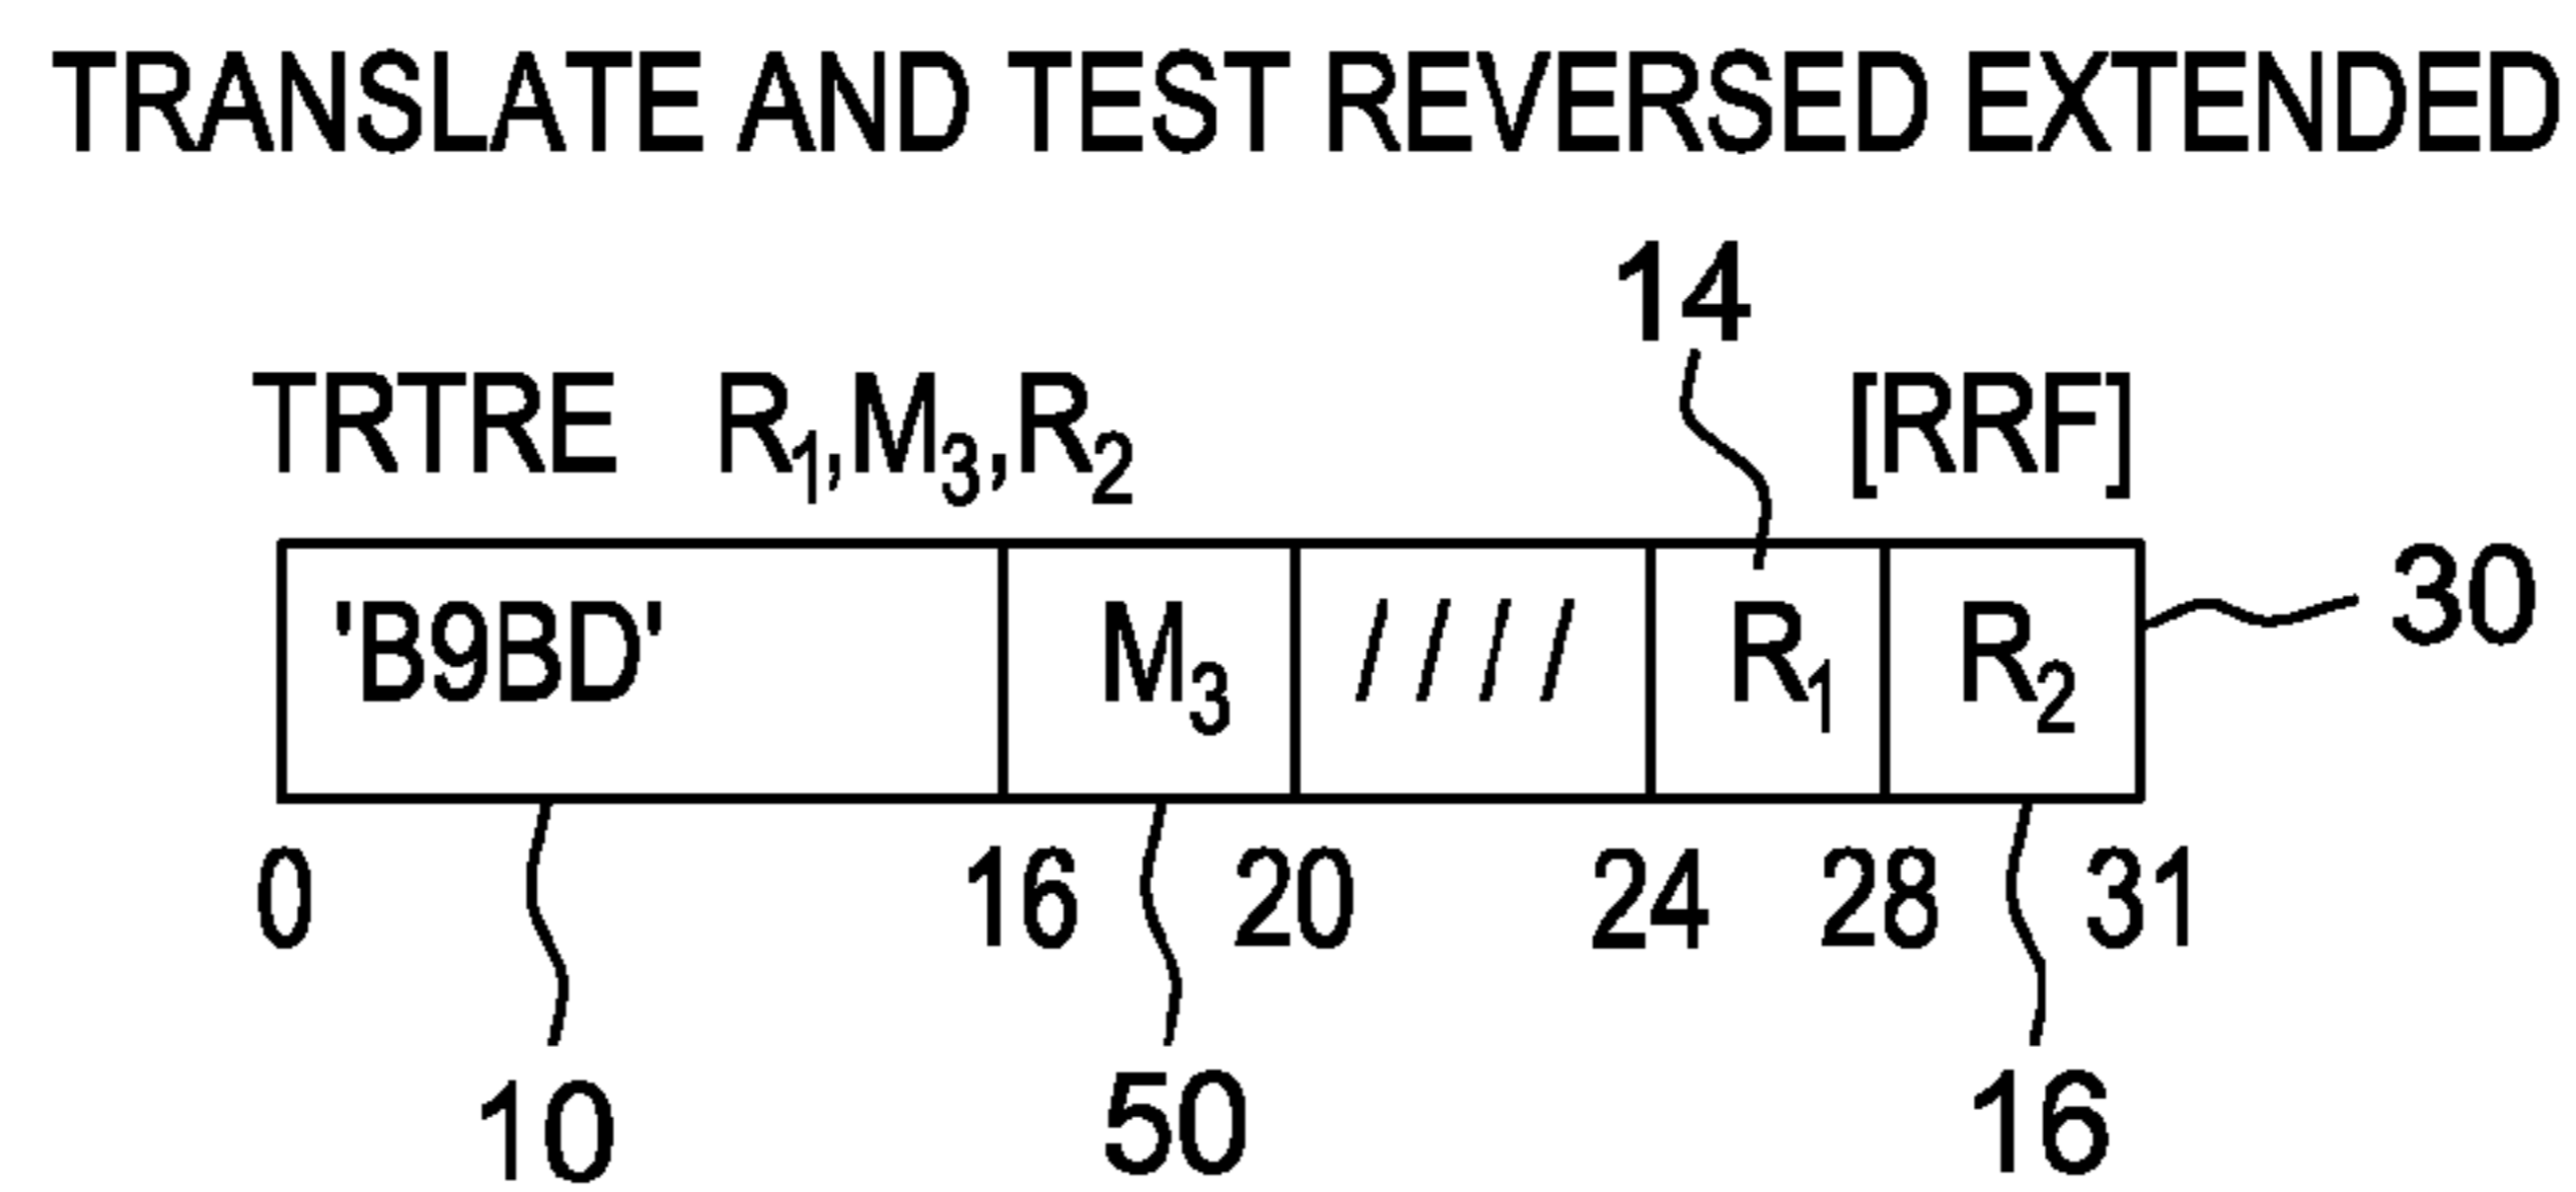 TRANSLATE AND TEST REVERSED EXTENDED
14
TRTRE R₁,M₃,R₂ [RRF]
'B9BD' M₃ //// R₁ R₂ 30
0 16 20 24 28 31
10 50 16